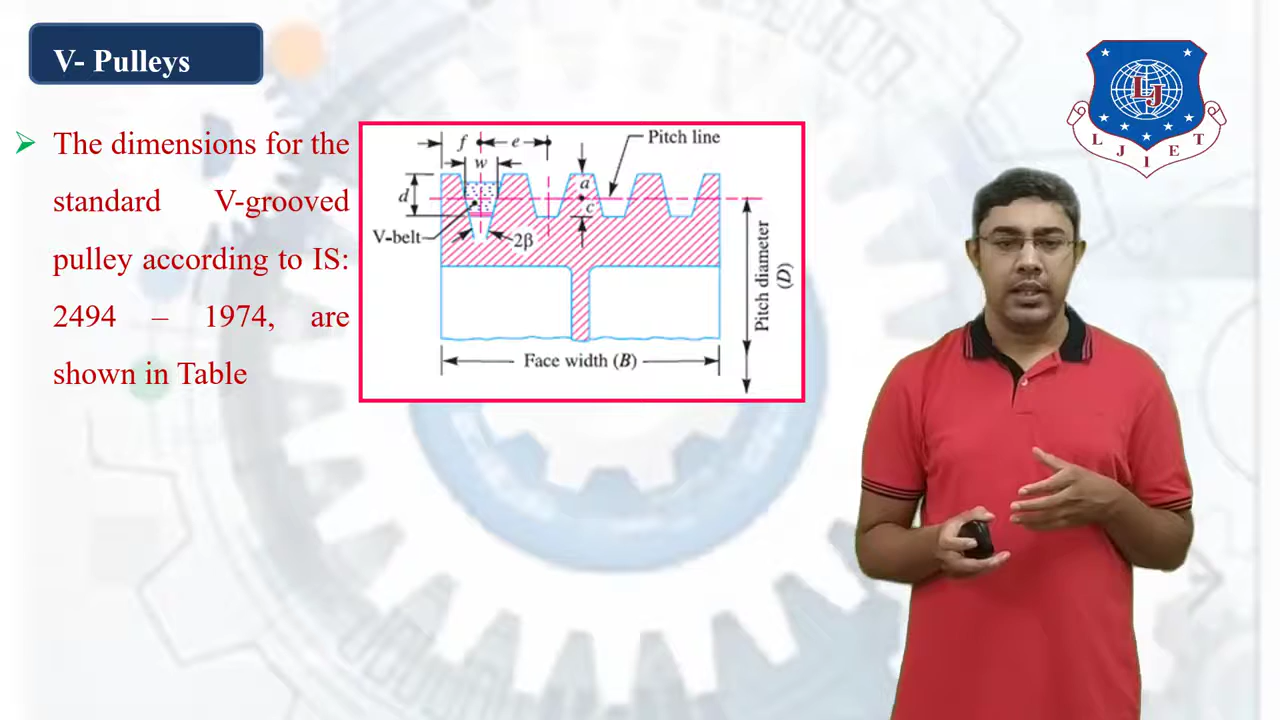 V- Pulleys
The dimensions for the
standard V-grooved
pulley according to IS:
2494 – 1974, are
shown in Table
f e
w
Pitch line
d
a
c
V-belt
2β
Pitch diameter
(D)
Face width (B)
LJ
L J I E T